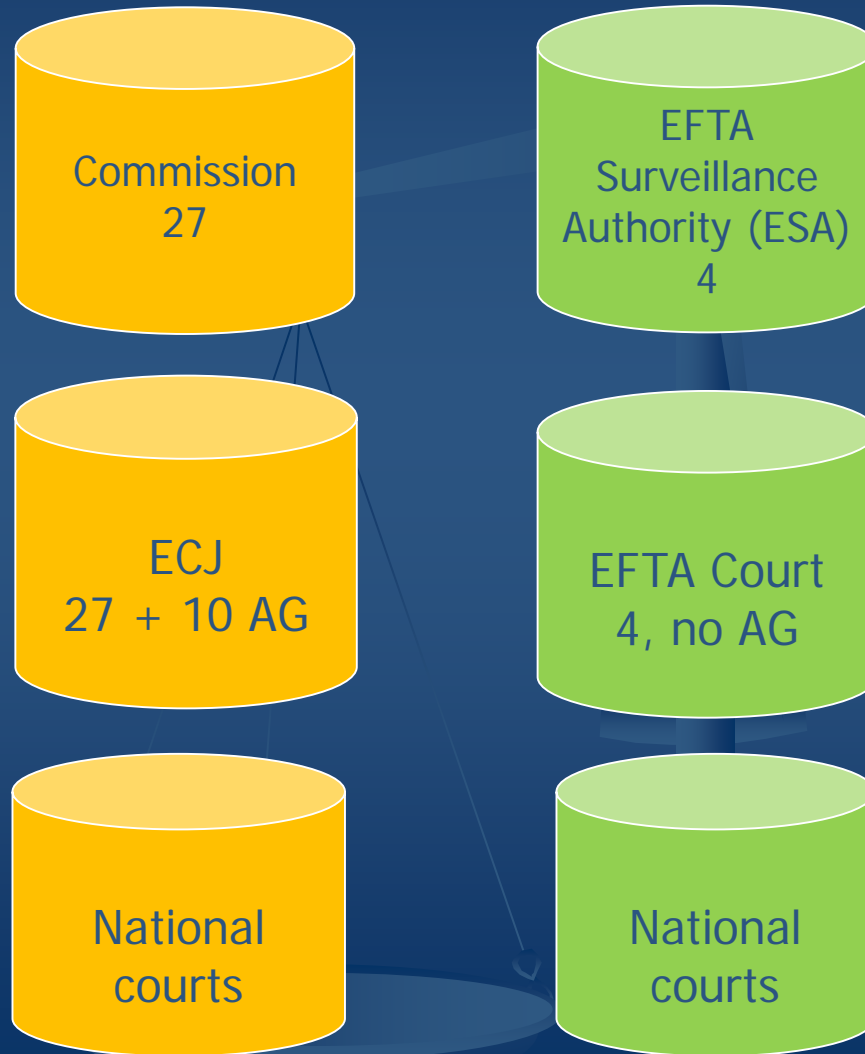 Commission
27
EFTA
Surveillance
Authority (ESA)
4
ECJ
27 + 10 AG
EFTA Court
4, no AG
National
courts
National
courts